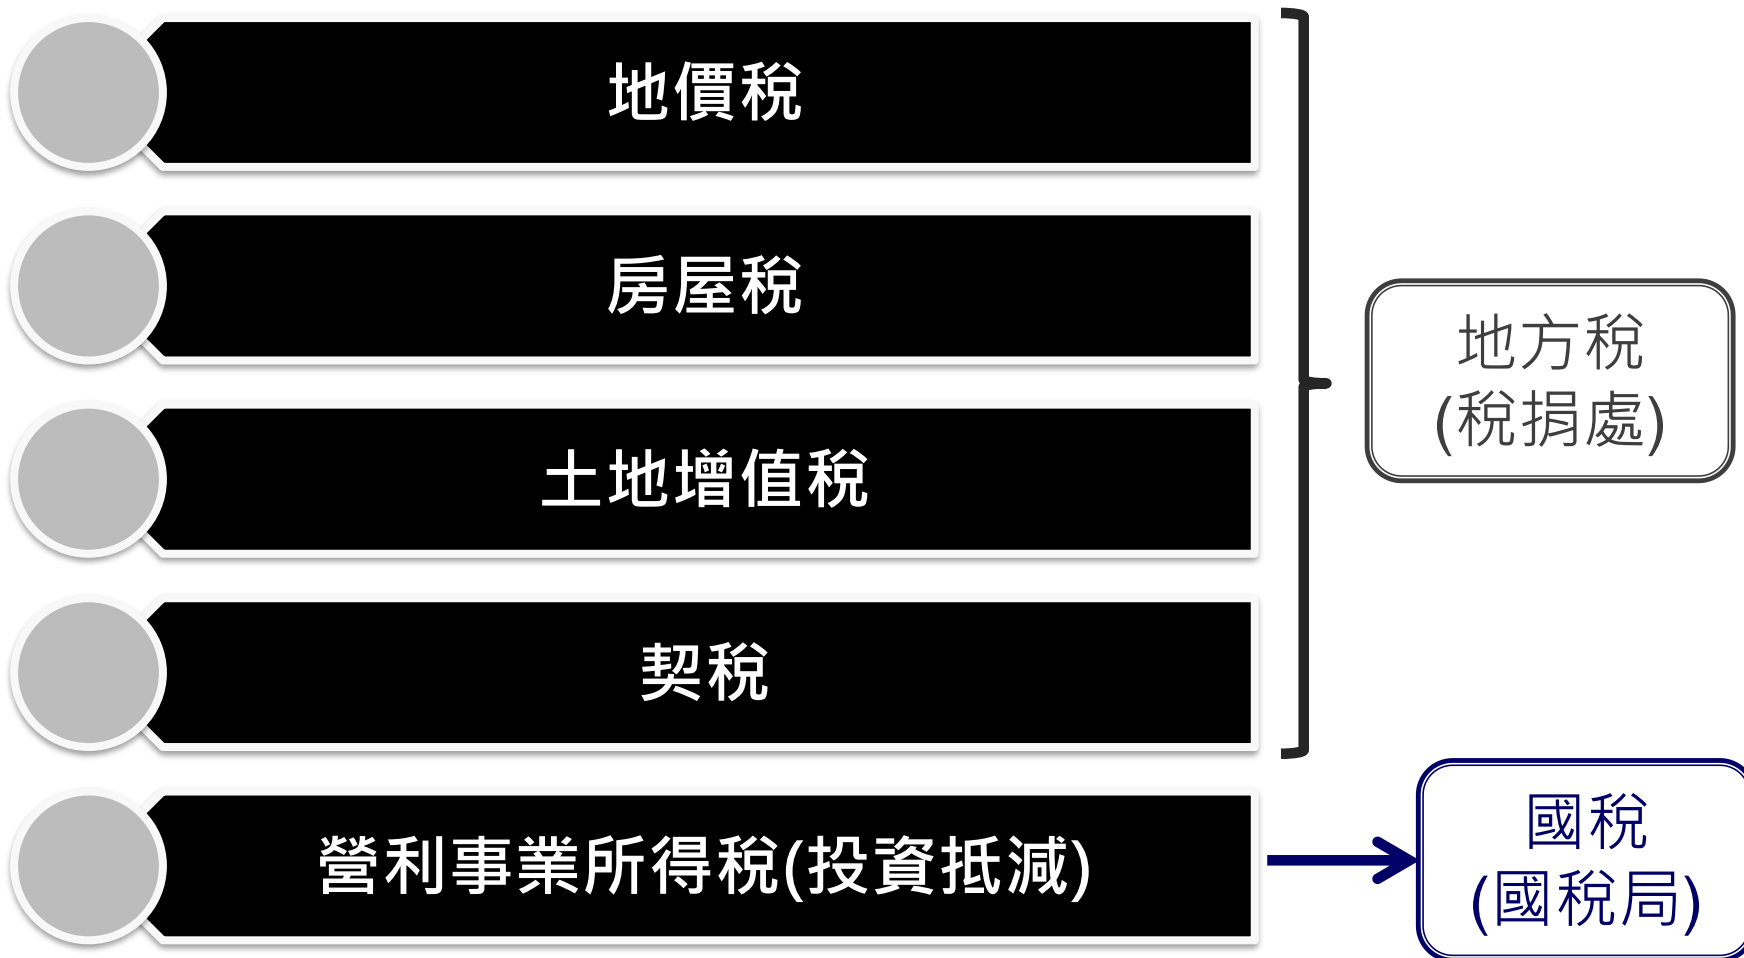 地價稅
房屋稅
土地增值稅
契稅
營利事業所得稅(投資抵減)
地方稅
(稅捐處)
國稅
(國稅局)